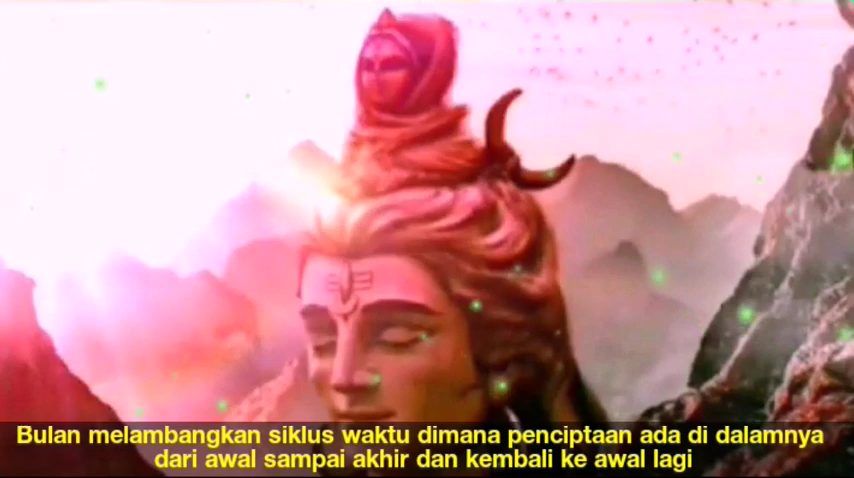 Bulan melambangkan siklus waktu dimana penciptaan ada di dalamnya
dari awal sampai akhir dan kembali ke awal lagi